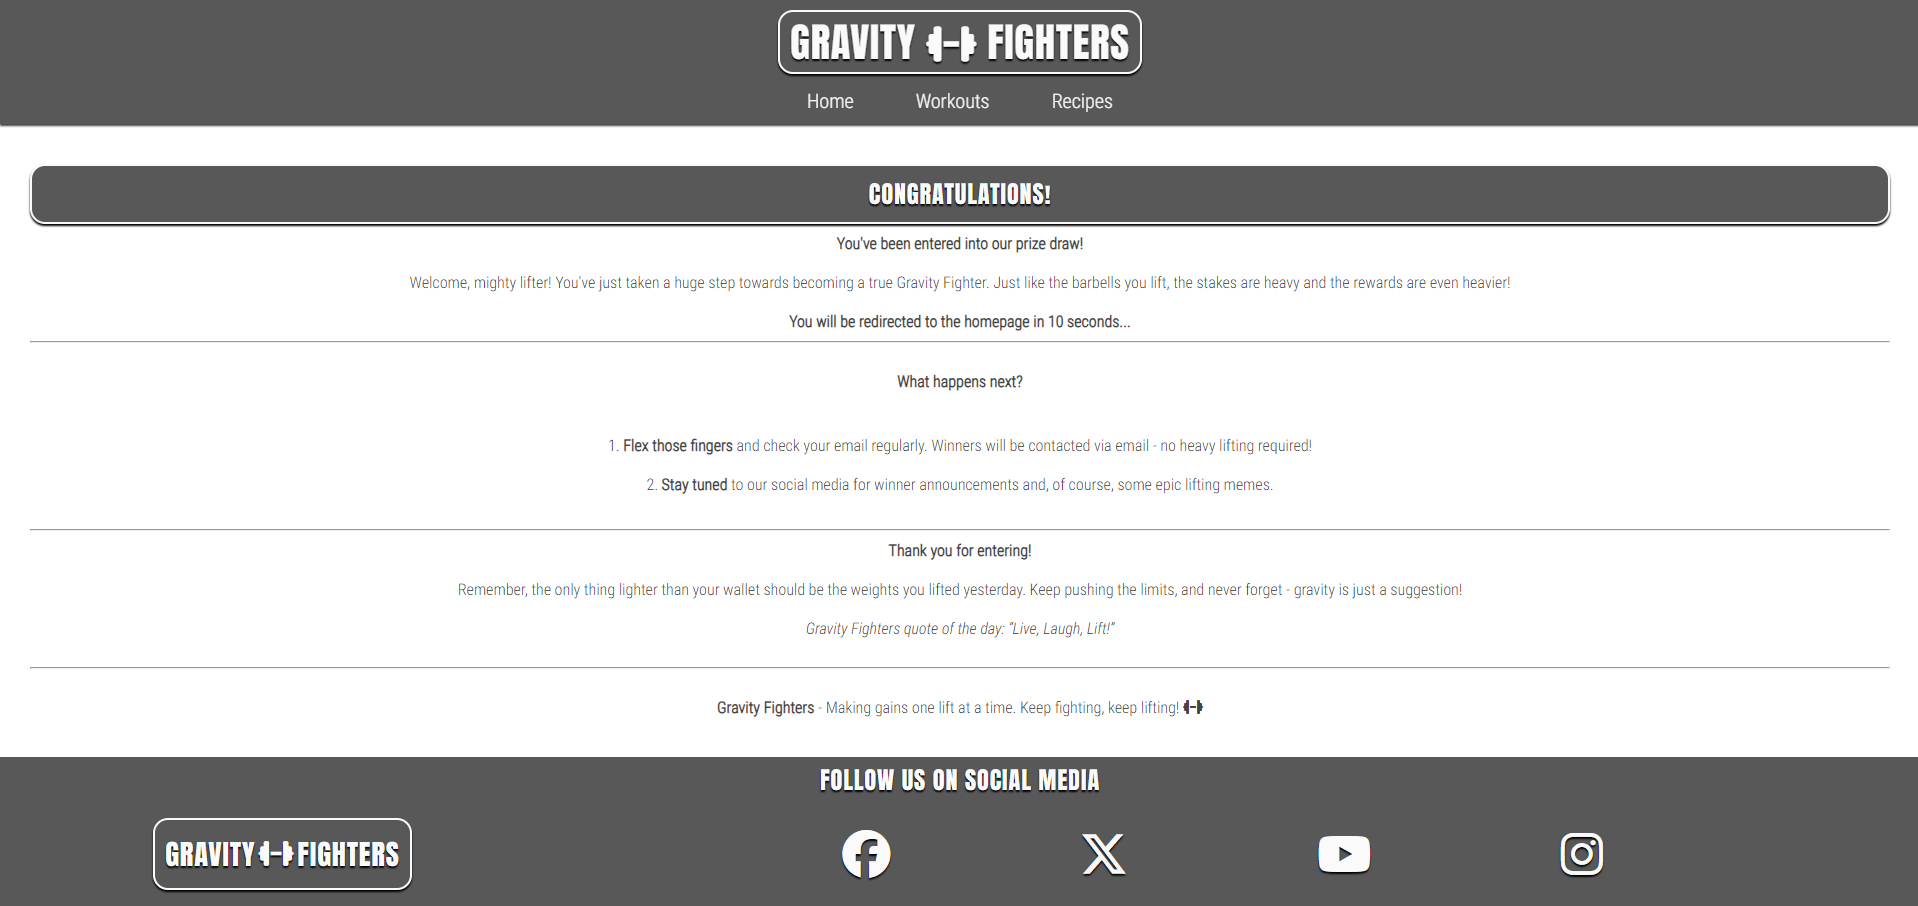 GRAVITY FIGHTERS
Home Workouts Recipes
CONGRATULATIONS!
You've been entered into our prize draw!
Welcome, mighty lifter! You've just taken a huge step towards becoming a true Gravity Fighter. Just like the barbells you lift, the stakes are heavy and the rewards are even heavier!
You will be redirected to the homepage in 10 seconds...
What happens next?
1. Flex those fingers and check your email regularly. Winners will be contacted via email - no heavy lifting required!
2. Stay tuned to our social media for winner announcements and, of course, some epic lifting memes.
Thank you for entering!
Remember, the only thing lighter than your wallet should be the weights you lifted yesterday. Keep pushing the limits, and never forget - gravity is just a suggestion!
Gravity Fighters quote of the day: “Live, Laugh, Lift!”
Gravity Fighters - Making gains one lift at a time. Keep fighting, keep lifting!
FOLLOW US ON SOCIAL MEDIA
GRAVITY FIGHTERS